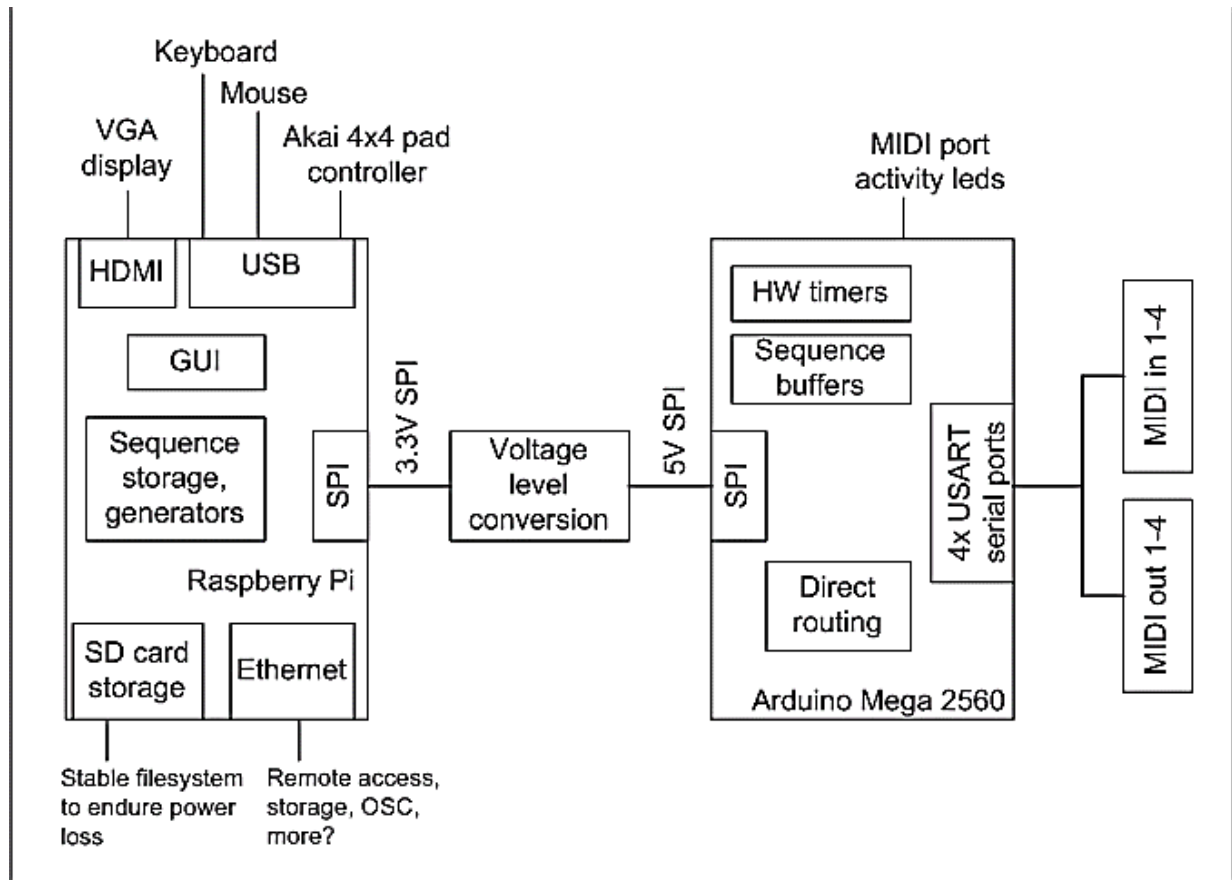 Keyboard
Mouse
VGA
display
Akai 4x4 pad
controller
HDMI
USB
GUI
Sequence
storage,
generators
SPI
Raspberry Pi
SD card
storage
Ethernet
Stable filesystem
to endure power
loss
Remote access,
storage, OSC,
more?
3.3V SPI
Voltage
level
conversion
5V SPI
MIDI port
activity leds
HW timers
Sequence
buffers
SPI
4x USART
serial ports
Direct
routing
Arduino Mega 2560
MIDI in 1-4
MIDI out 1-4